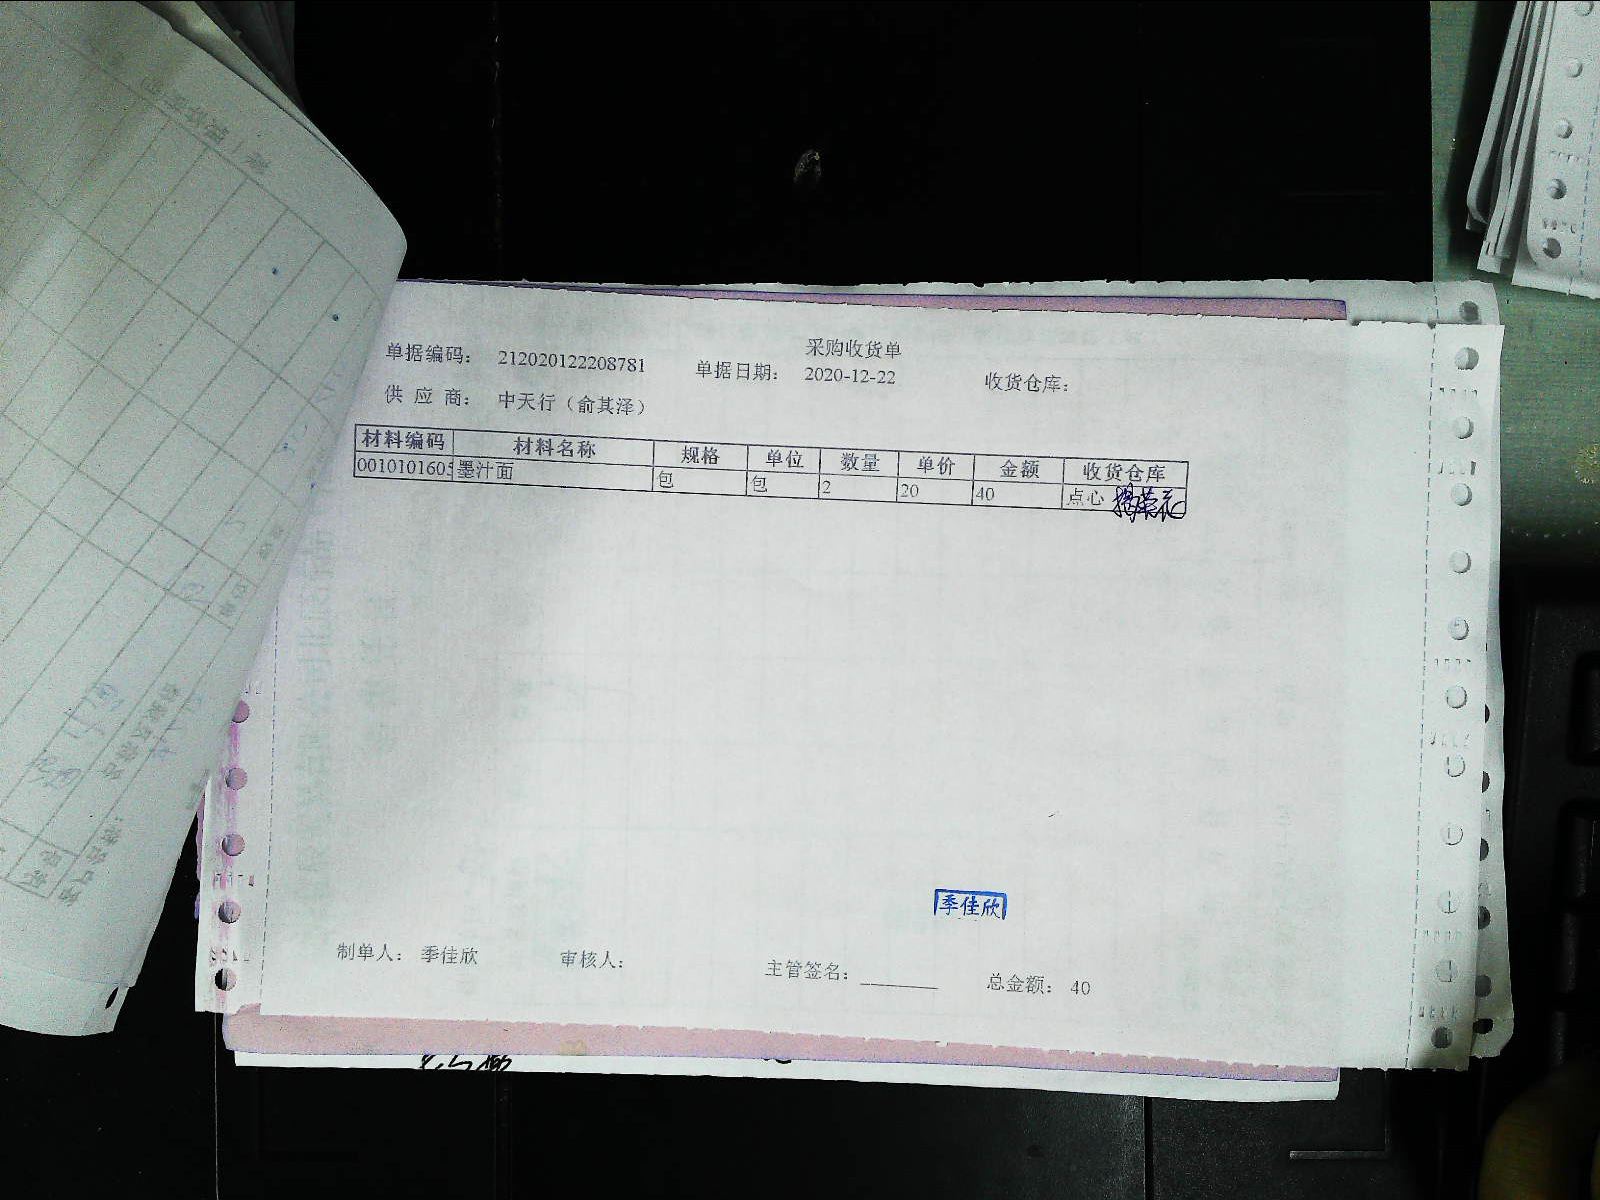 采购收货单
单据编码： 212020122208781 单据日期： 2020-12-22 收货仓库：
供 应 商： 中天行（俞其泽）
材料编码 材料名称 规格 单位 数量 单价 金额 收货仓库
001010160 墨汁面 包 包 2 20 40 点心
季佳欣
制单人： 季佳欣 审核人： 主管签名：________ 总金额： 40